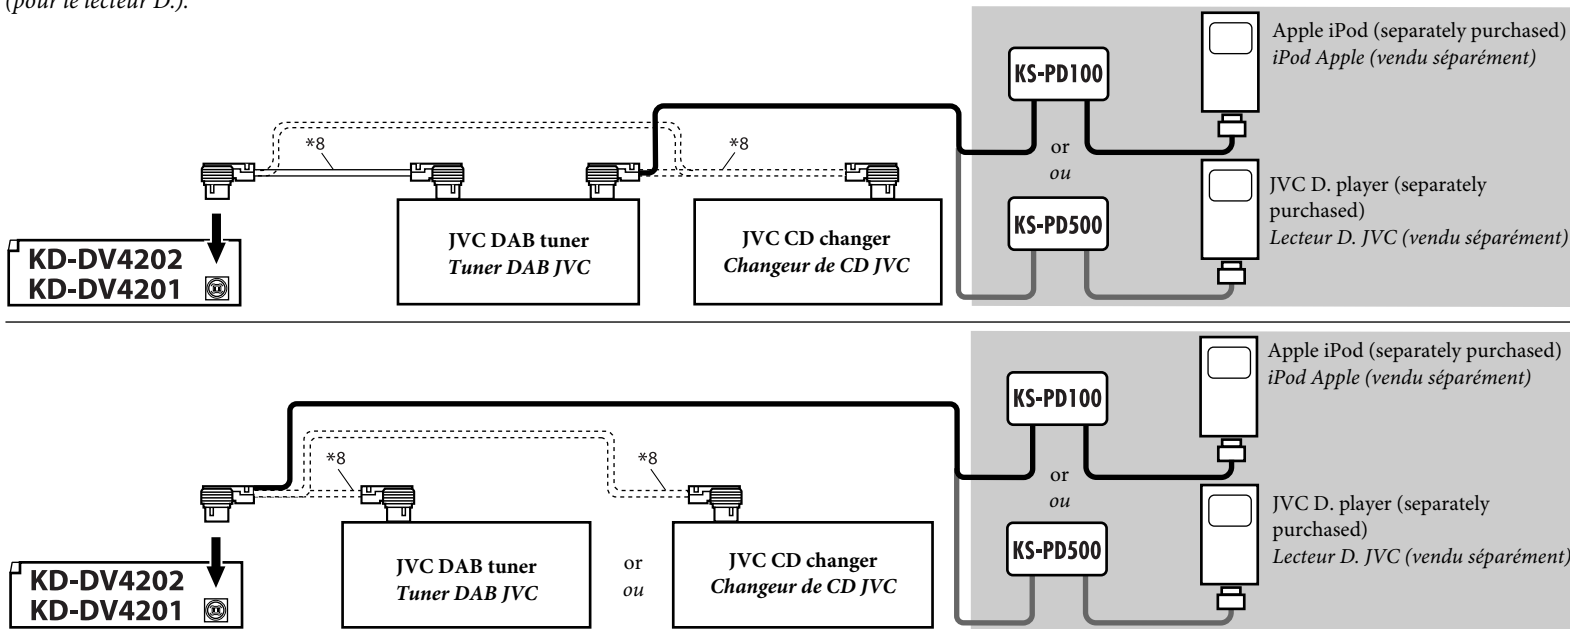 (pour le lecteur D.).
Apple iPod (separately purchased)
iPod Apple (vendu séparément)
KS-PD100
*8
*8
or
ou
JVC D. player (separately
purchased)
Lecteur D. JVC (vendu séparément)
KS-PD500
JVC DAB tuner
Tuner DAB JVC
JVC CD changer
Changeur de CD JVC
KD-DV4202
KD-DV4201
Apple iPod (separately purchased)
iPod Apple (vendu séparément)
KS-PD100
*8
*8
or
ou
JVC D. player (separately
purchased)
Lecteur D. JVC (vendu séparément)
KS-PD500
JVC DAB tuner
Tuner DAB JVC
or
ou
JVC CD changer
Changeur de CD JVC
KD-DV4202
KD-DV4201